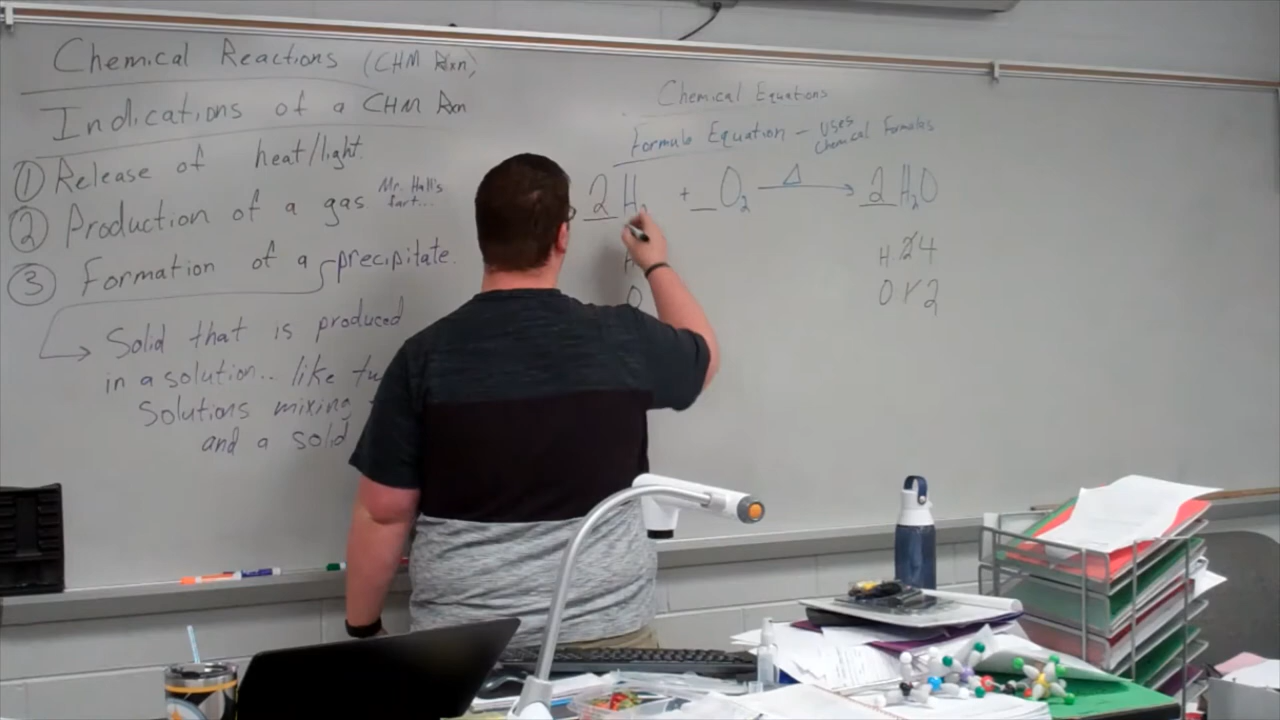 Chemical Reactions (CHM Rxn)
Indications of a CHM Rxn
① Release of heat/light.
② Production of a gas Mr. Hall's fart...
③ Formation of a precipitate.
Solid that is produced
in a solution.. like
Solutions mixing
and a solid
Chemical Equations
Formula Equation - Uses Chemical Formulas
2 H2 + _ O2 Δ → 2 H2O
H 2 4
O 1 2
O